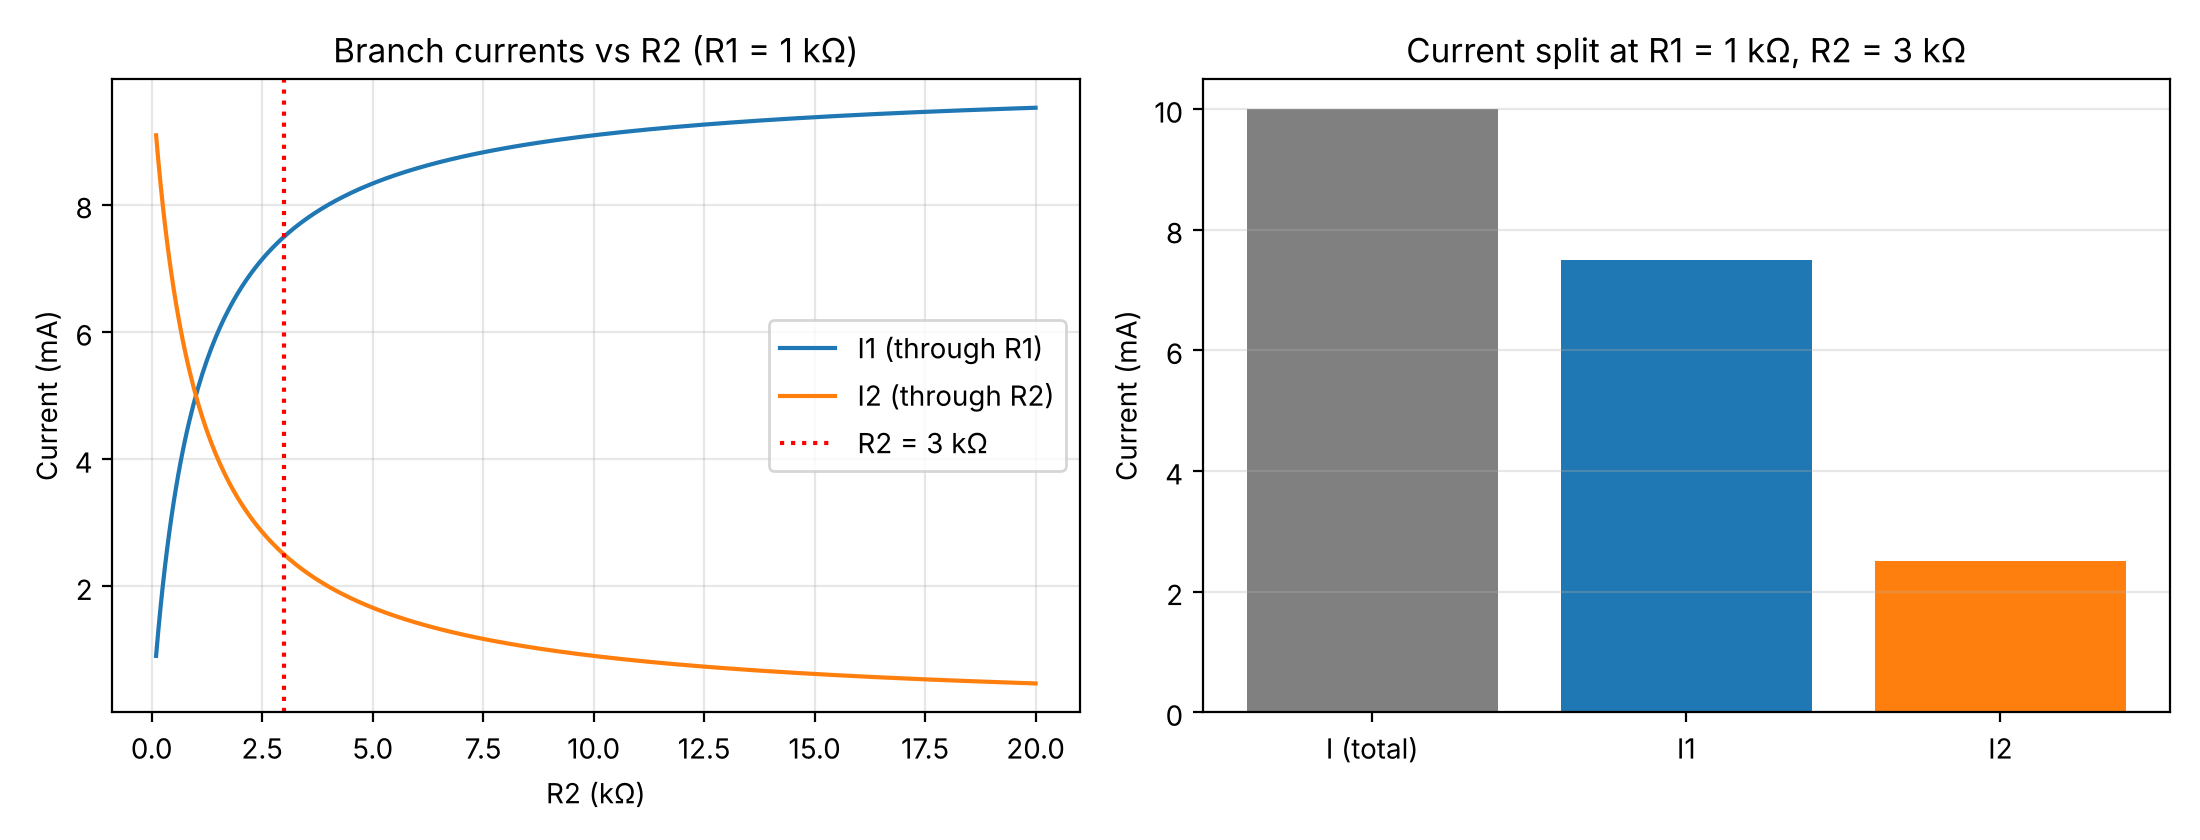 Branch currents vs R2 (R1 = 1 kΩ)
Current (mA)
8
6
4
2
I1 (through R1)
I2 (through R2)
R2 = 3 kΩ
0.0 2.5 5.0 7.5 10.0 12.5 15.0 17.5 20.0
R2 (kΩ)
Current split at R1 = 1 kΩ, R2 = 3 kΩ
Current (mA)
10
8
6
4
2
0
I (total) I1 I2